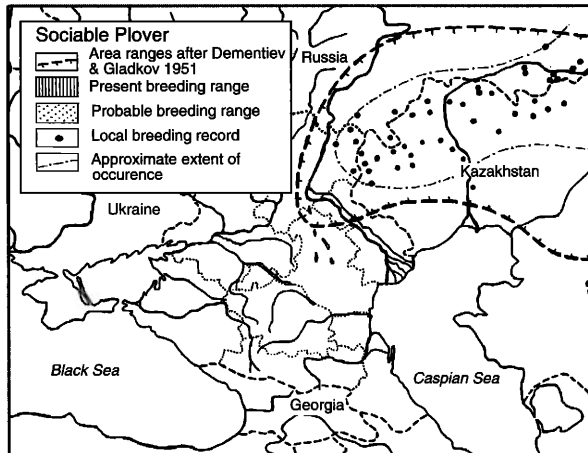 Sociable Plover
Area ranges after Dementiev
& Gladkov 1951
Present breeding range
Probable breeding range
Local breeding record
Approximate extent of
occurence
Russia
Kazakhstan
Ukraine
Black Sea
Caspian Sea
Georgia